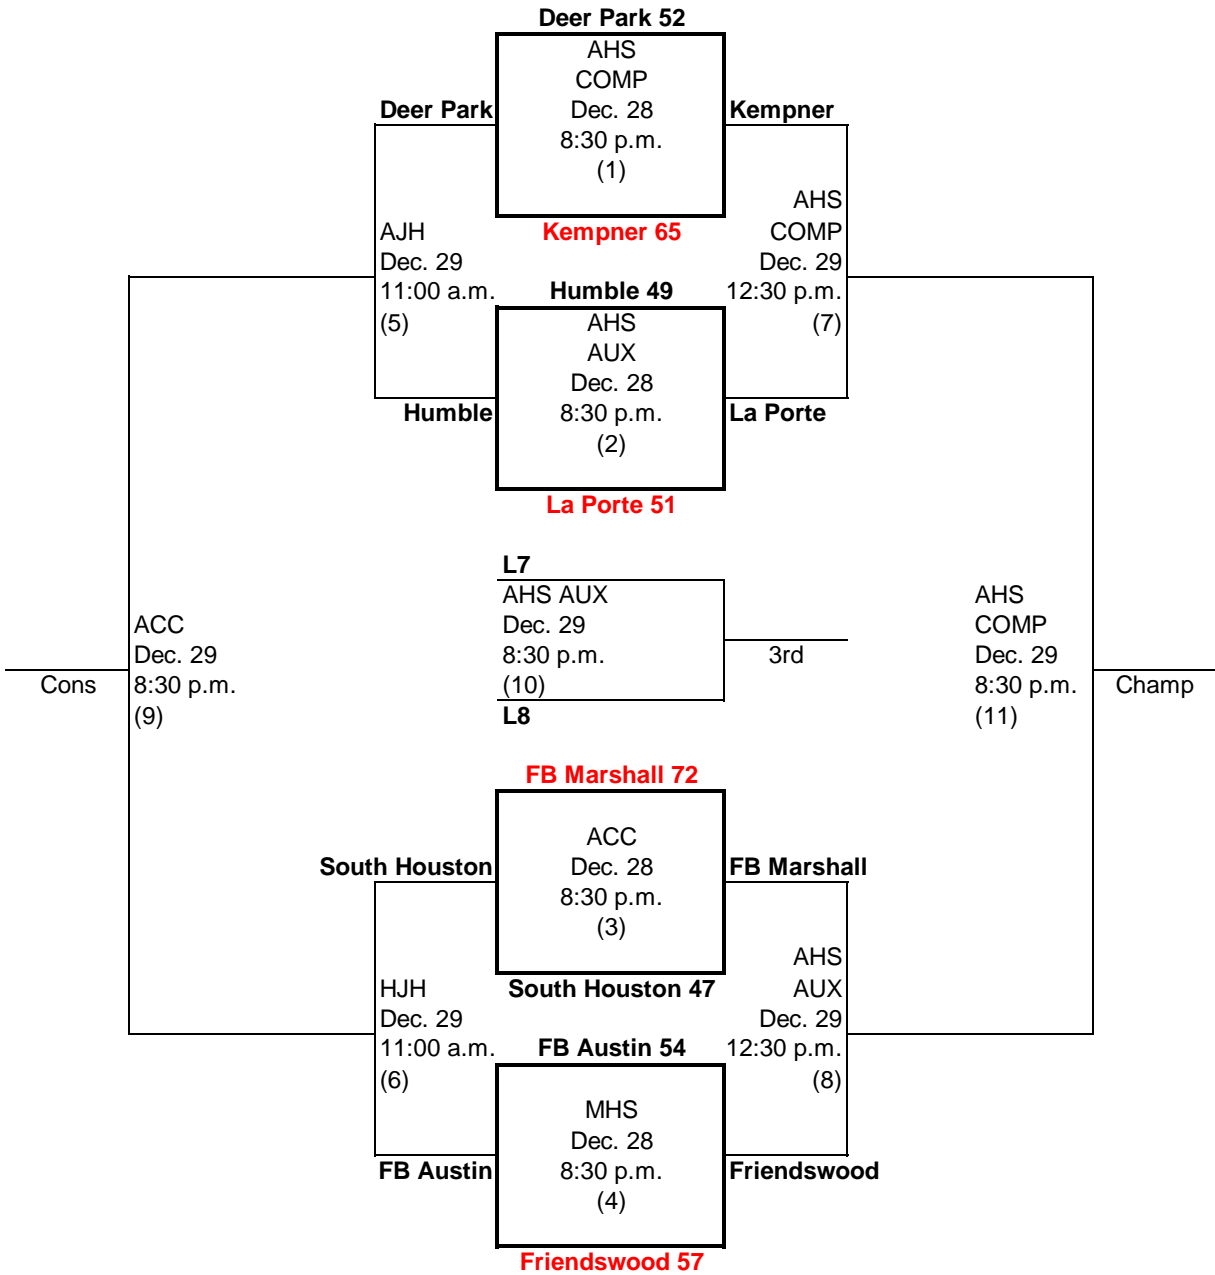 Deer Park 52
AHS
COMP
Dec. 28
8:30 p.m.
(1)
Deer Park
Kempner
Kempner 65
AJH
Dec. 29
11:00 a.m.
(5)
AHS
COMP
Dec. 29
12:30 p.m.
(7)
Humble 49
AHS
AUX
Dec. 28
8:30 p.m.
(2)
Humble
La Porte
La Porte 51
L7
AHS AUX
Dec. 29
8:30 p.m.
(10)
L8
3rd
ACC
Dec. 29
8:30 p.m.
(9)
Cons
AHS
COMP
Dec. 29
8:30 p.m.
(11)
Champ
FB Marshall 72
ACC
Dec. 28
8:30 p.m.
(3)
South Houston
FB Marshall
South Houston 47
HJH
Dec. 29
11:00 a.m.
(6)
AHS
AUX
Dec. 29
12:30 p.m.
(8)
FB Austin 54
MHS
Dec. 28
8:30 p.m.
(4)
FB Austin
Friendswood
Friendswood 57